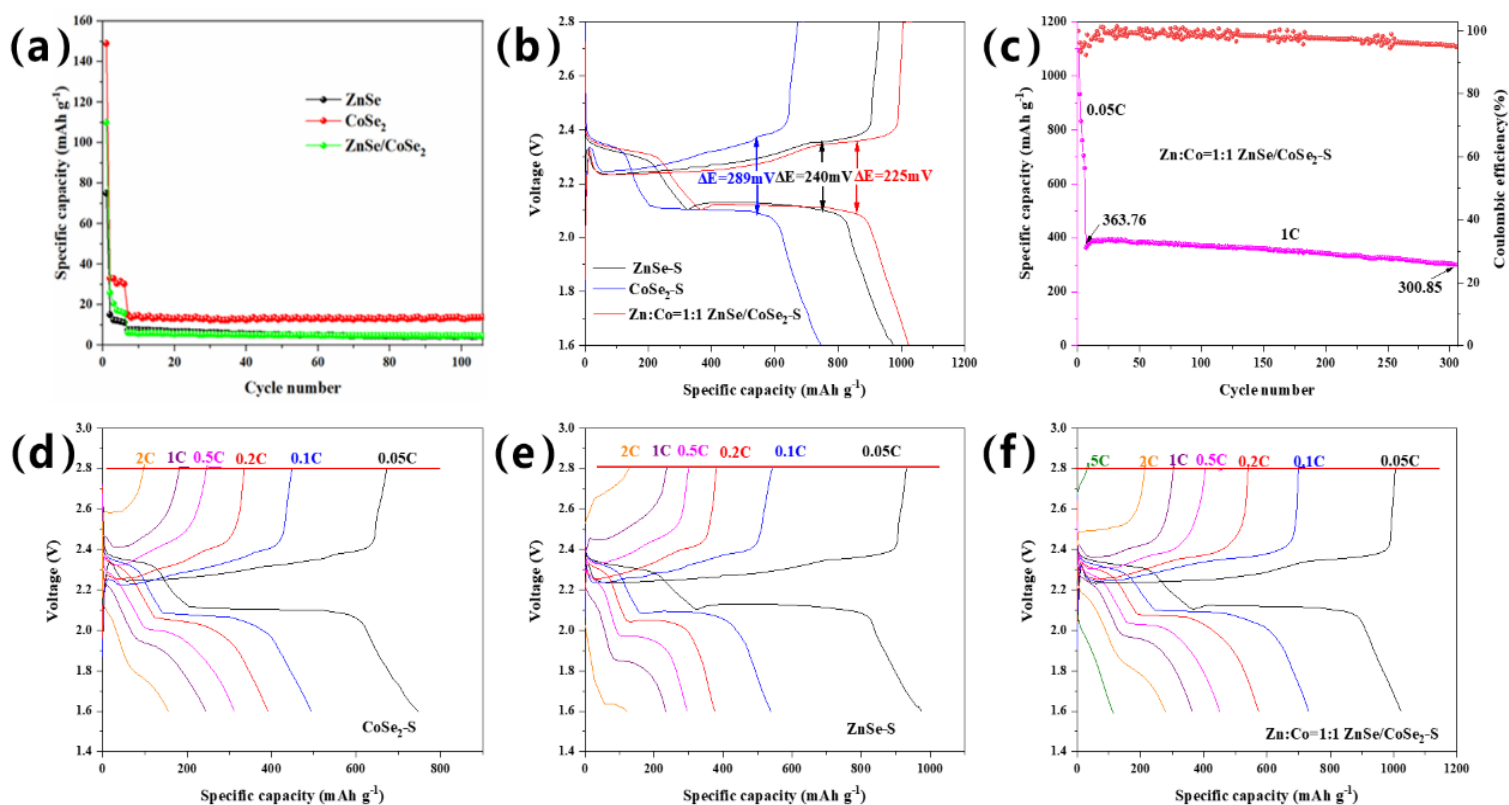 (a)
160
140
120
100
80
60
40
20
0
0
20
40
60
80
100
Specific capacity (mAh g⁻¹)
Cycle number
ZnSe
CoSe₂
ZnSe/CoSe₂
(b)
2.8
2.4
2.0
1.6
0
200
400
600
800
1000
1200
Voltage (V)
Specific capacity (mAh g⁻¹)
ΔE=289mV
ΔE=240mV
ΔE=225mV
ZnSe-S
CoSe₂-S
Zn:Co=1:1 ZnSe/CoSe₂-S
(c)
1200
1000
800
600
400
200
0
0
50
100
150
200
250
300
100
80
60
40
20
0
Specific capacity (mAh g⁻¹)
Coulombic efficiency(%)
Cycle number
0.05C
Zn:Co=1:1 ZnSe/CoSe₂-S
363.76
1C
300.85
(d)
3.0
2.8
2.6
2.4
2.2
2.0
1.8
1.6
1.4
0
200
400
600
800
Voltage (V)
Specific capacity (mAh g⁻¹)
2C
1C
0.5C
0.2C
0.1C
0.05C
CoSe₂-S
(e)
3.0
2.8
2.6
2.4
2.2
2.0
1.8
1.6
1.4
0
200
400
600
800
1000
Voltage (V)
Specific capacity (mAh g⁻¹)
2C
1C
0.5C
0.2C
0.1C
0.05C
ZnSe-S
(f)
3.0
2.8
2.6
2.4
2.2
2.0
1.8
1.6
1.4
0
200
400
600
800
1000
1200
Voltage (V)
Specific capacity (mAh g⁻¹)
5C
2C
1C
0.5C
0.2C
0.1C
0.05C
Zn:Co=1:1 ZnSe/CoSe₂-S